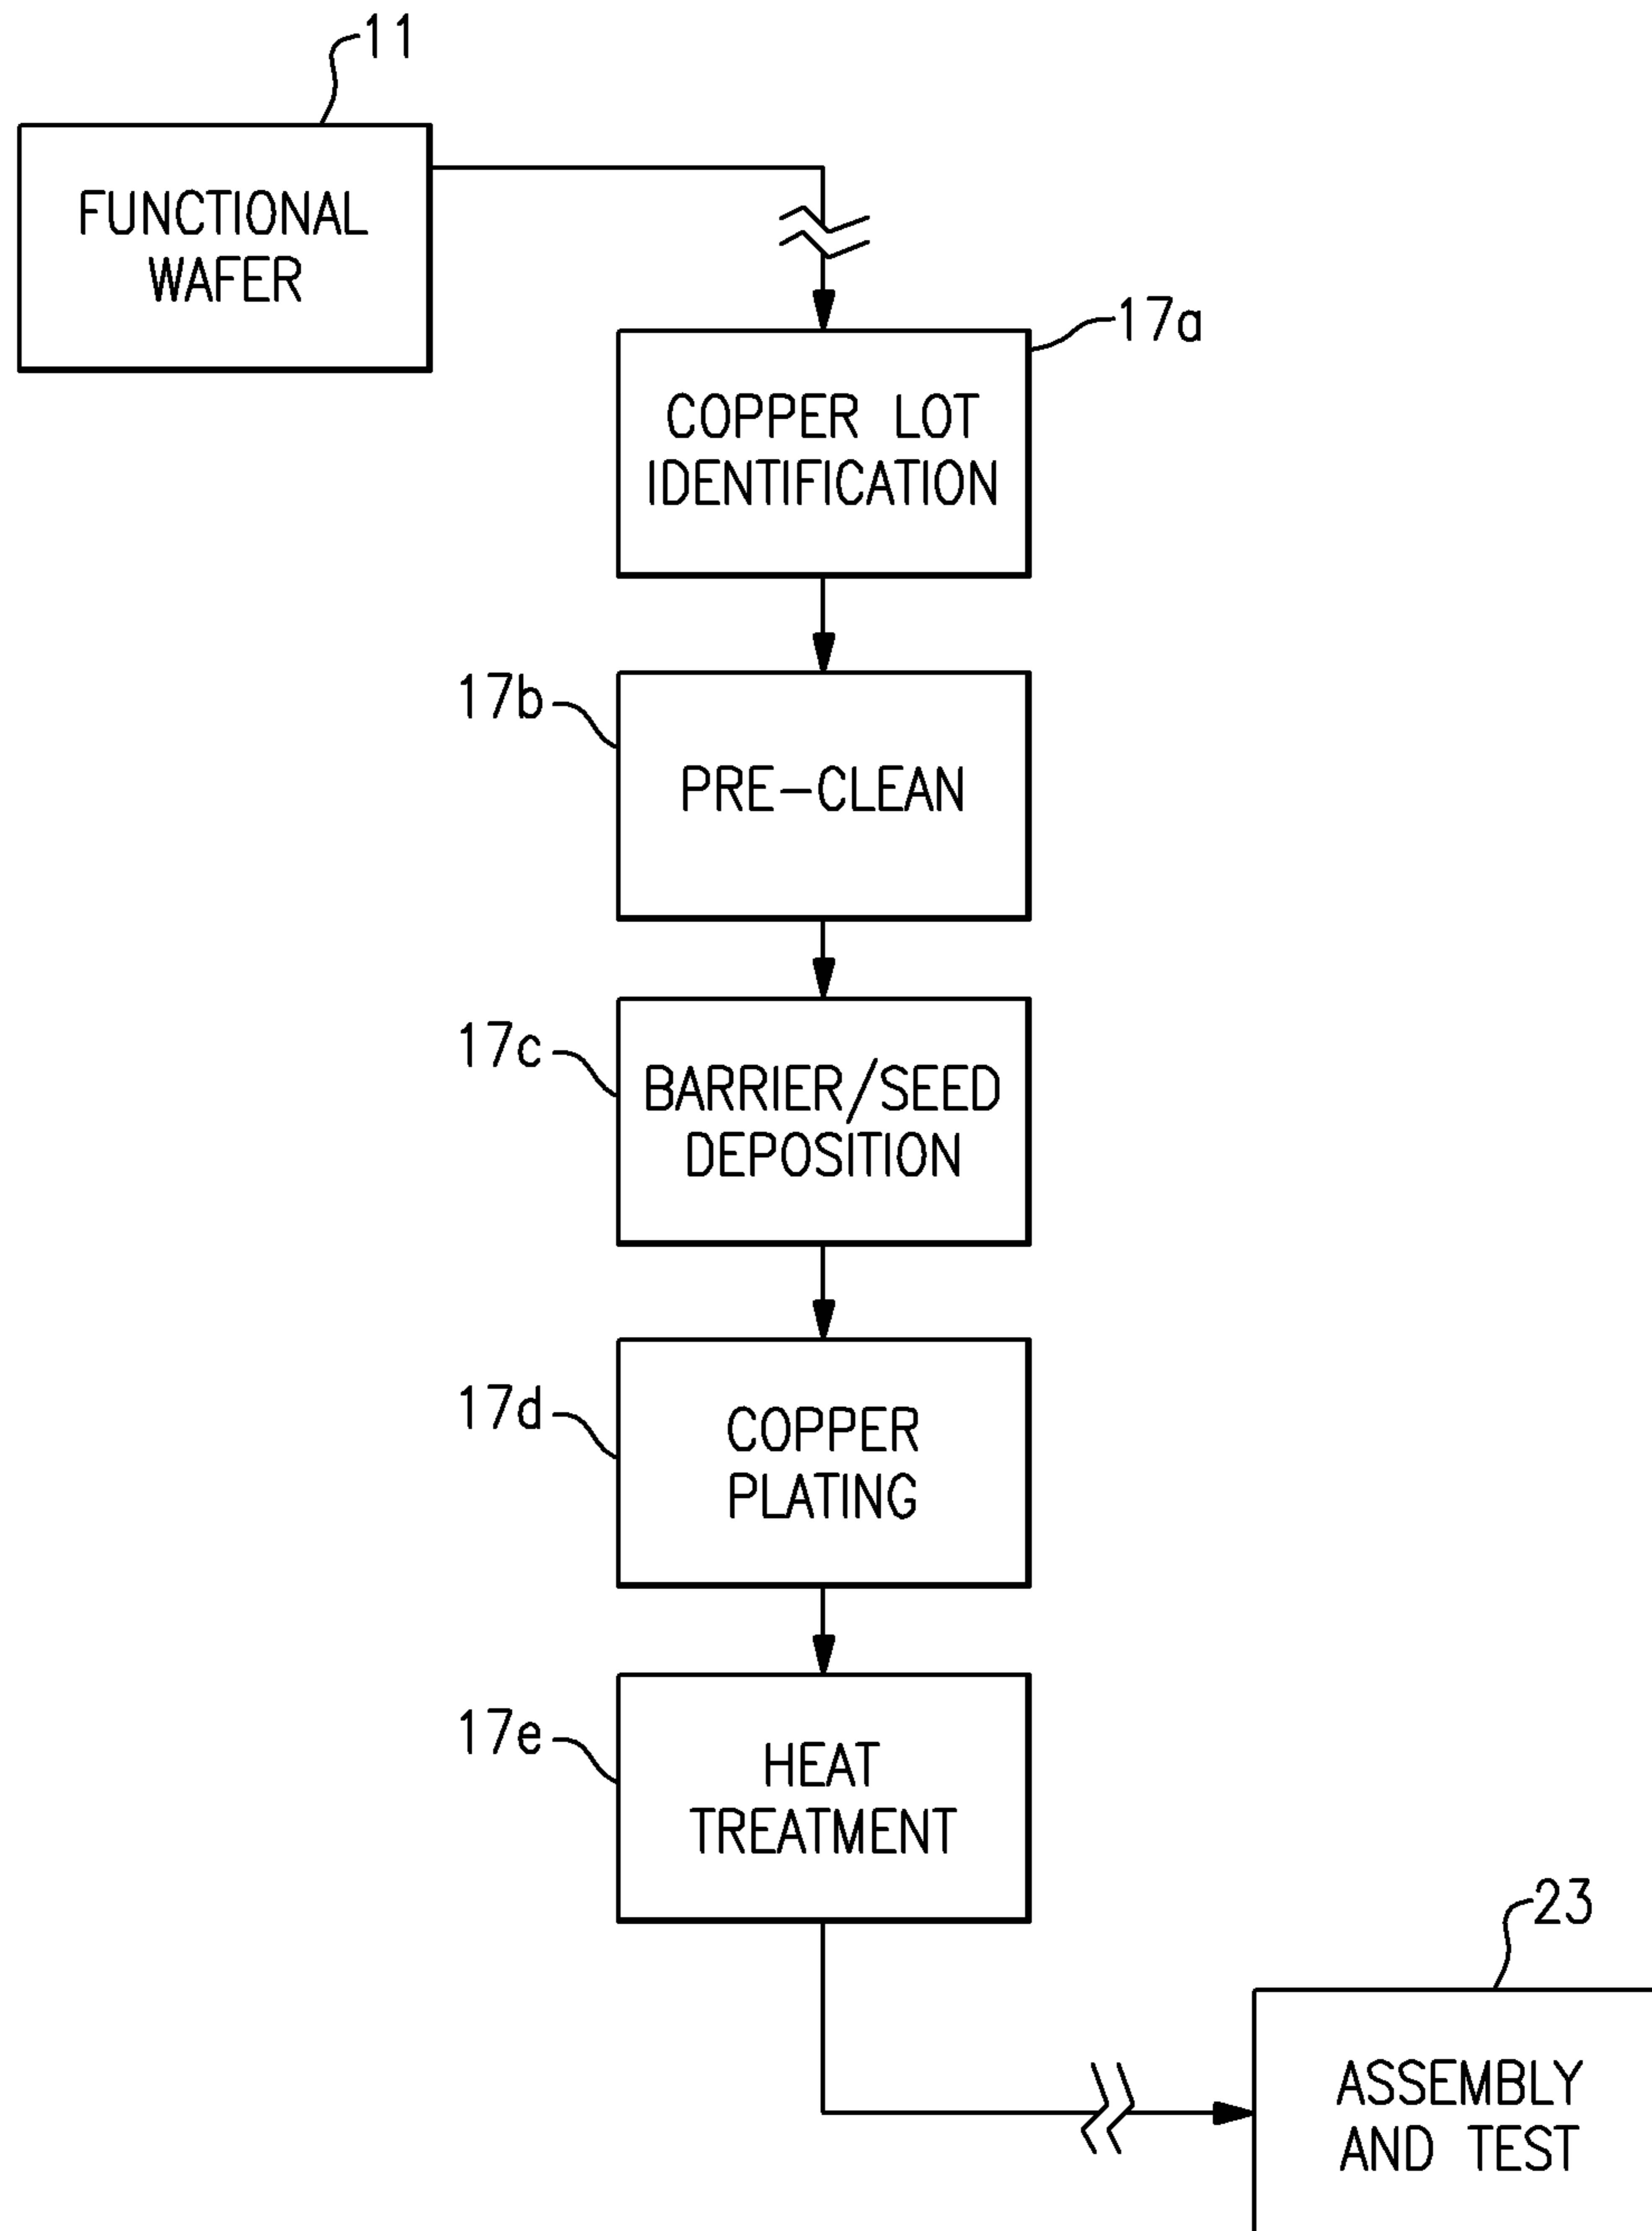 11
FUNCTIONAL
WAFER
17a
COPPER LOT
IDENTIFICATION
17b
PRE-CLEAN
17c
BARRIER/SEED
DEPOSITION
17d
COPPER
PLATING
17e
HEAT
TREATMENT
23
ASSEMBLY
AND TEST